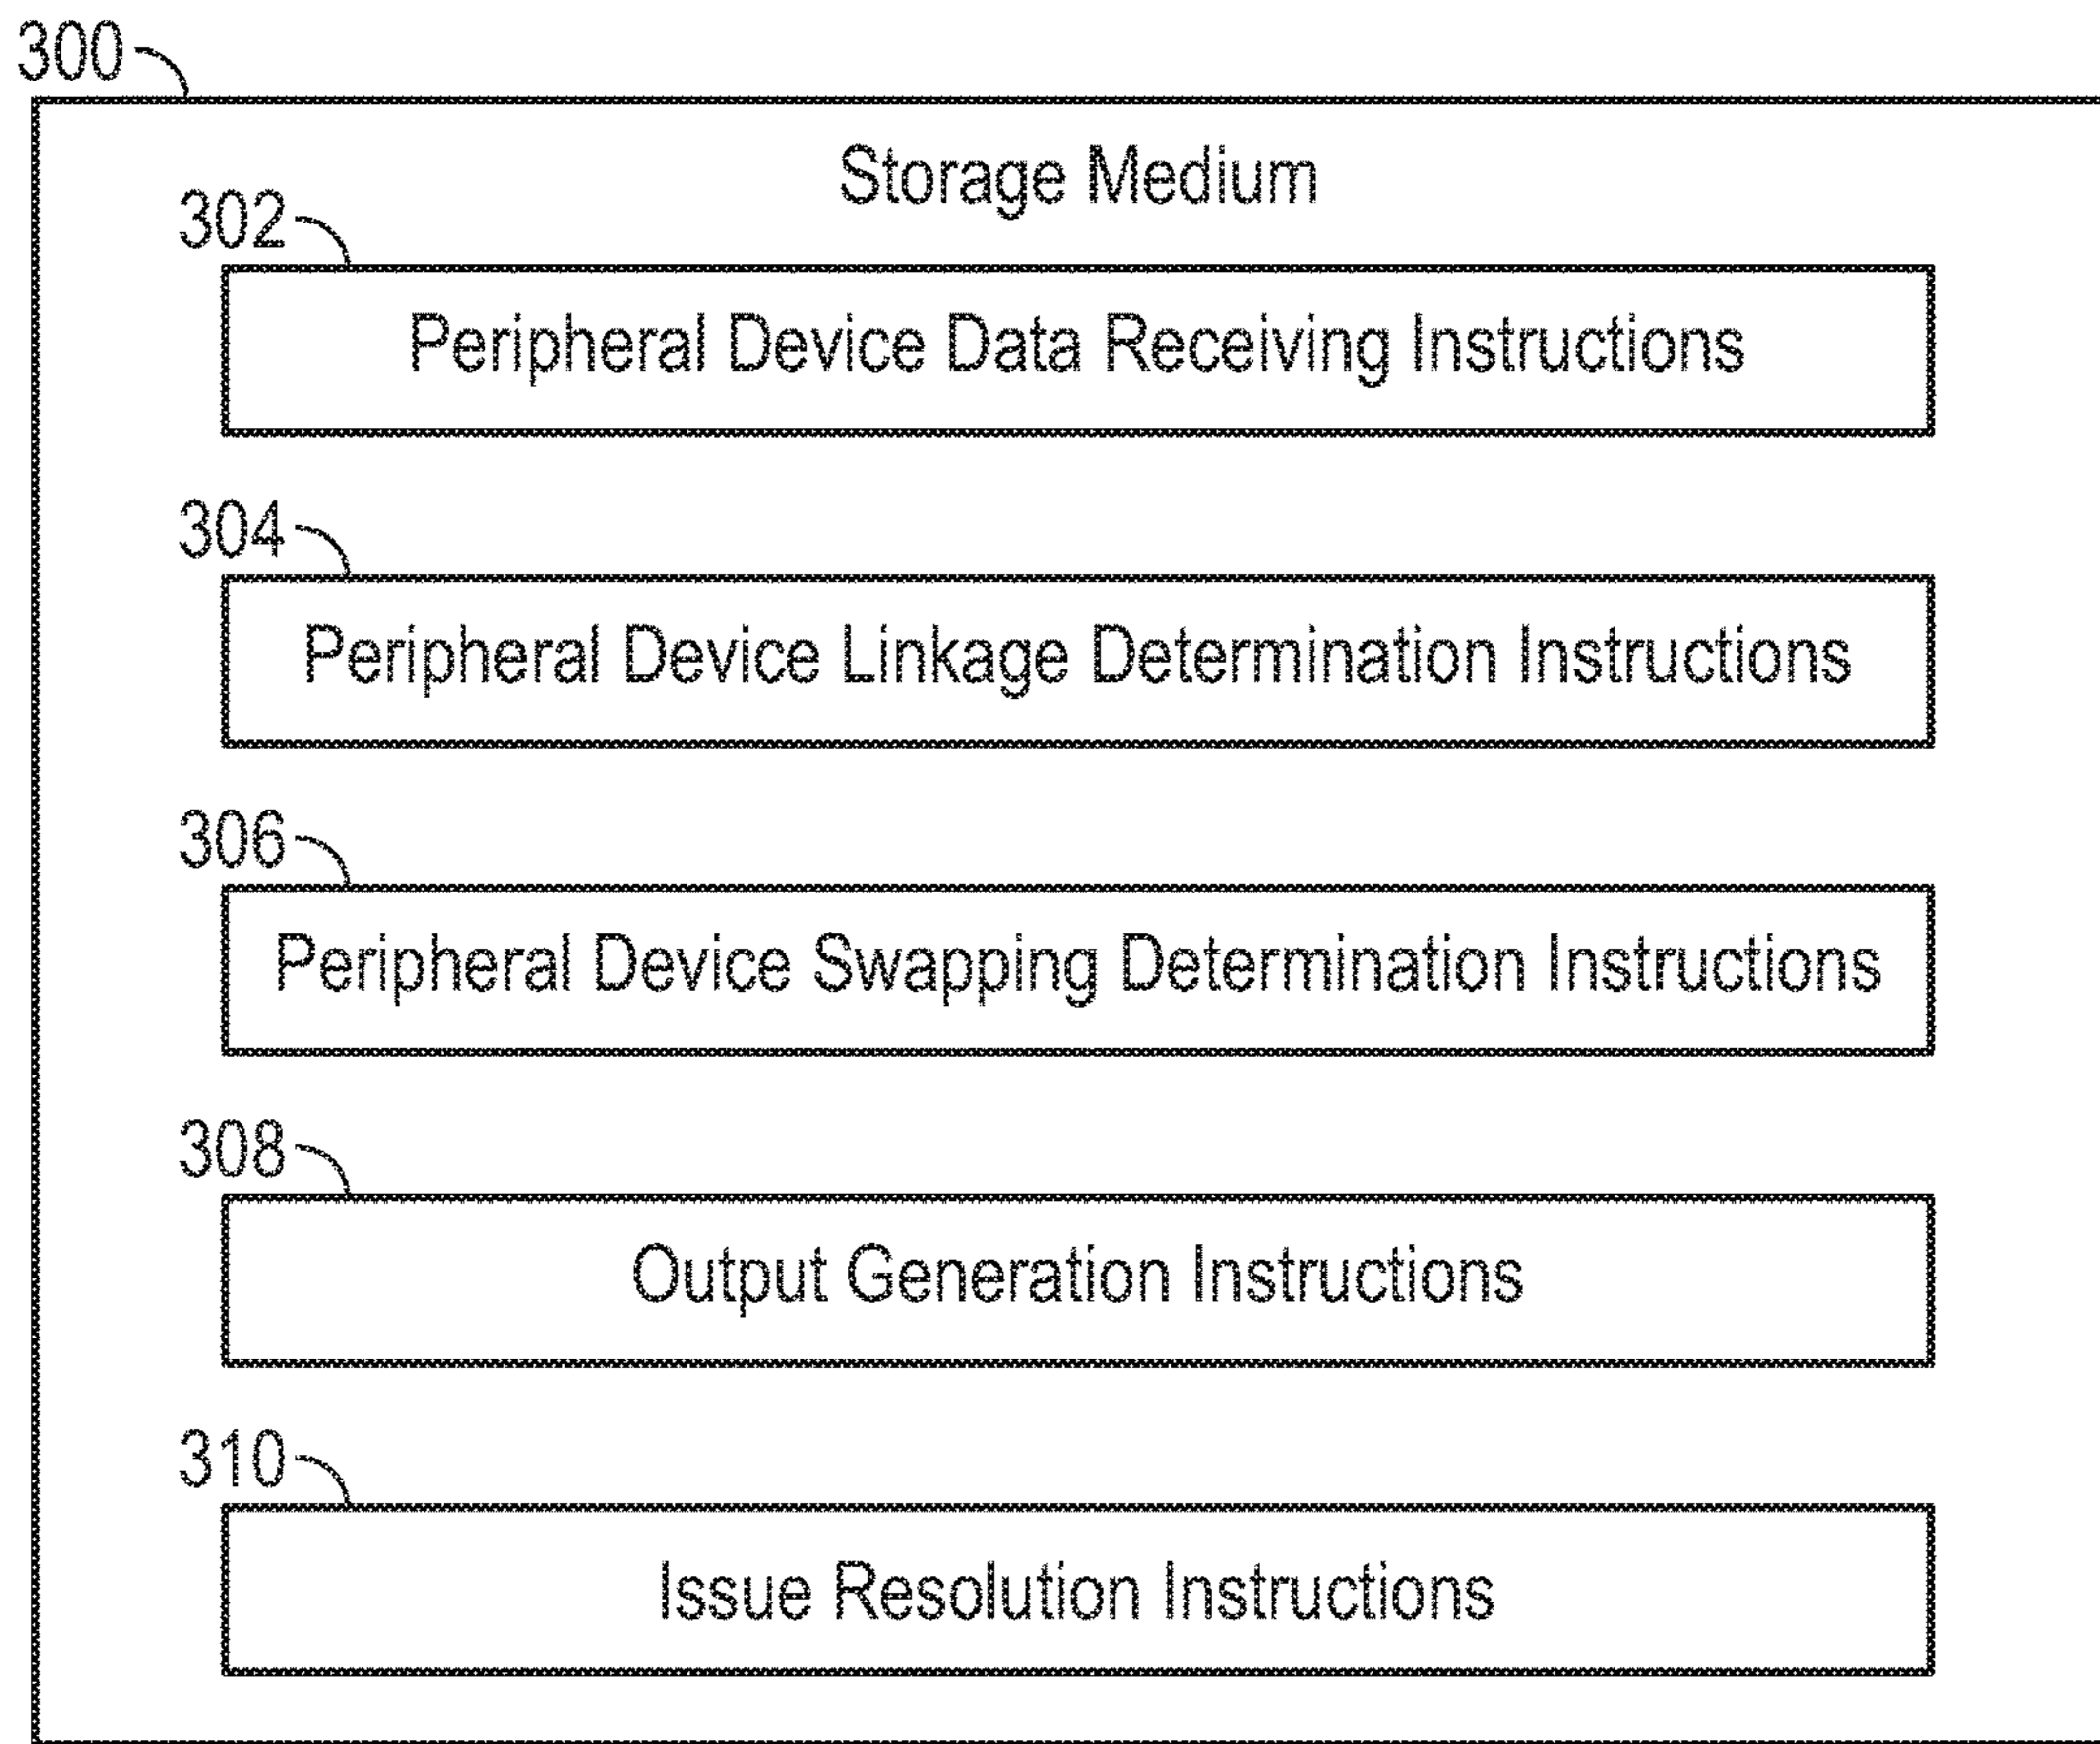 300
Storage Medium
302
Peripheral Device Data Receiving Instructions
304
Peripheral Device Linkage Determination Instructions
306
Peripheral Device Swapping Determination Instructions
308
Output Generation Instructions
310
Issue Resolution Instructions